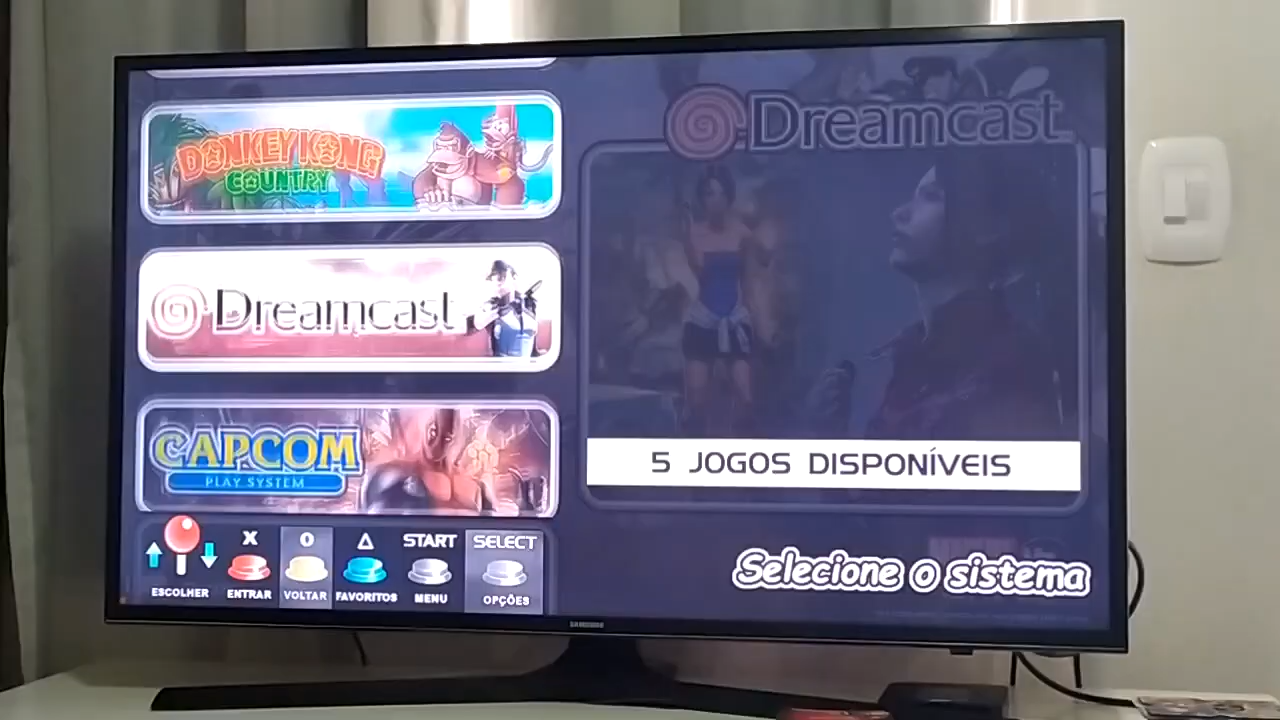 DONKEY KONG
COUNTRY
Dreamcast
CAPCOM
PLAY SYSTEM
Dreamcast
5 JOGOS DISPONÍVEIS
Selecione o sistema
X O Δ START SELECT
ESCOLHER ENTRAR VOLTAR FAVORITOS MENU OPÇÕES
SAMSUNG